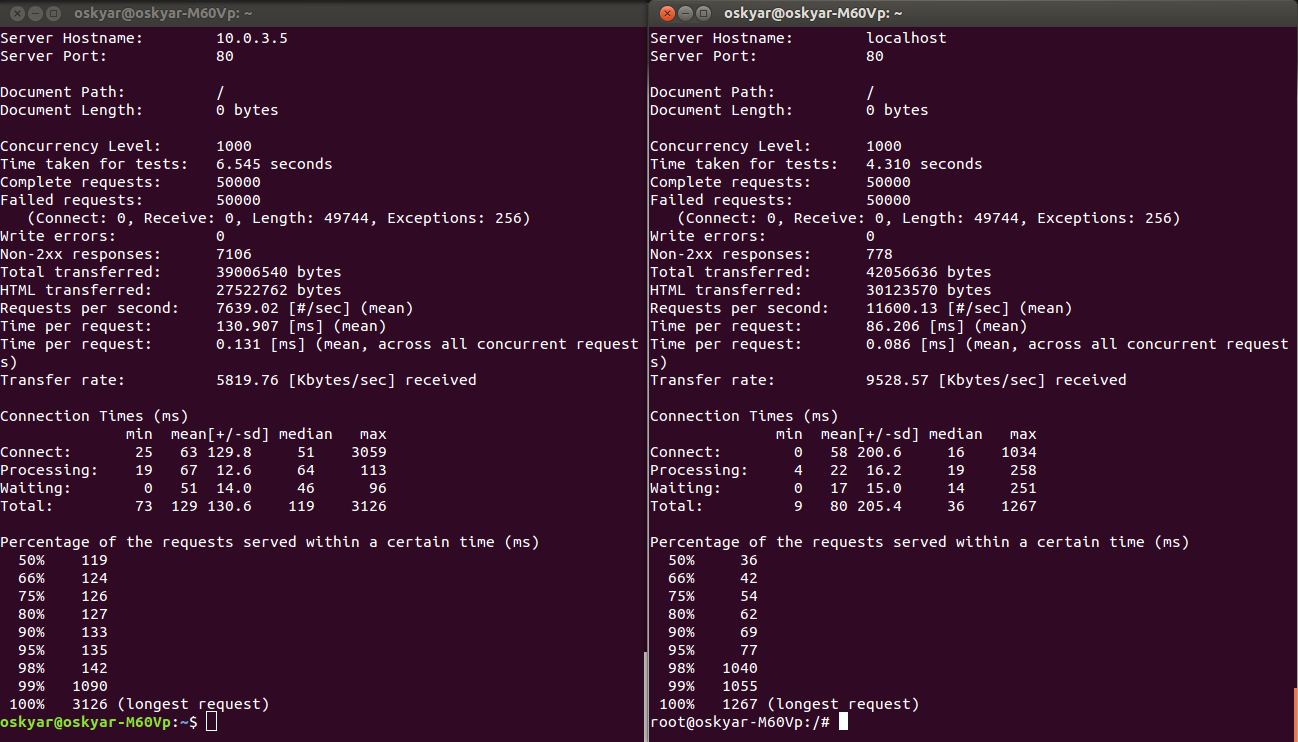 oskyar@oskyar-M60Vp: ~
Server Hostname:        10.0.3.5
Server Port:            80
Document Path:          /
Document Length:        0 bytes
Concurrency Level:      1000
Time taken for tests:   6.545 seconds
Complete requests:      50000
Failed requests:        50000
   (Connect: 0, Receive: 0, Length: 49744, Exceptions: 256)
Write errors:           0
Non-2xx responses:      7106
Total transferred:      39006540 bytes
HTML transferred:       27522762 bytes
Requests per second:    7639.02 [#/sec] (mean)
Time per request:       130.907 [ms] (mean)
Time per request:       0.131 [ms] (mean, across all concurrent request
s)
Transfer rate:          5819.76 [Kbytes/sec] received
Connection Times (ms)
              min  mean[+/-sd] median   max
Connect:       25   63 129.8     51    3059
Processing:    19   67  12.6     64     113
Waiting:        0   51  14.0     46      96
Total:         73  129 130.6    119    3126
Percentage of the requests served within a certain time (ms)
  50%    119
  66%    124
  75%    126
  80%    127
  90%    133
  95%    135
  98%    142
  99%   1090
 100%   3126 (longest request)
oskyar@oskyar-M60Vp:~$
oskyar@oskyar-M60Vp: ~
Server Hostname:        localhost
Server Port:            80
Document Path:          /
Document Length:        0 bytes
Concurrency Level:      1000
Time taken for tests:   4.310 seconds
Complete requests:      50000
Failed requests:        50000
   (Connect: 0, Receive: 0, Length: 49744, Exceptions: 256)
Write errors:           0
Non-2xx responses:      778
Total transferred:      42056636 bytes
HTML transferred:       30123570 bytes
Requests per second:    11600.13 [#/sec] (mean)
Time per request:       86.206 [ms] (mean)
Time per request:       0.086 [ms] (mean, across all concurrent request
s)
Transfer rate:          9528.57 [Kbytes/sec] received
Connection Times (ms)
              min  mean[+/-sd] median   max
Connect:        0   58 200.6     16    1034
Processing:     4   22  16.2     19     258
Waiting:        0   17  15.0     14     251
Total:          9   80 205.4     36    1267
Percentage of the requests served within a certain time (ms)
  50%     36
  66%     42
  75%     54
  80%     62
  90%     69
  95%     77
  98%   1040
  99%   1055
 100%   1267 (longest request)
root@oskyar-M60Vp:/#